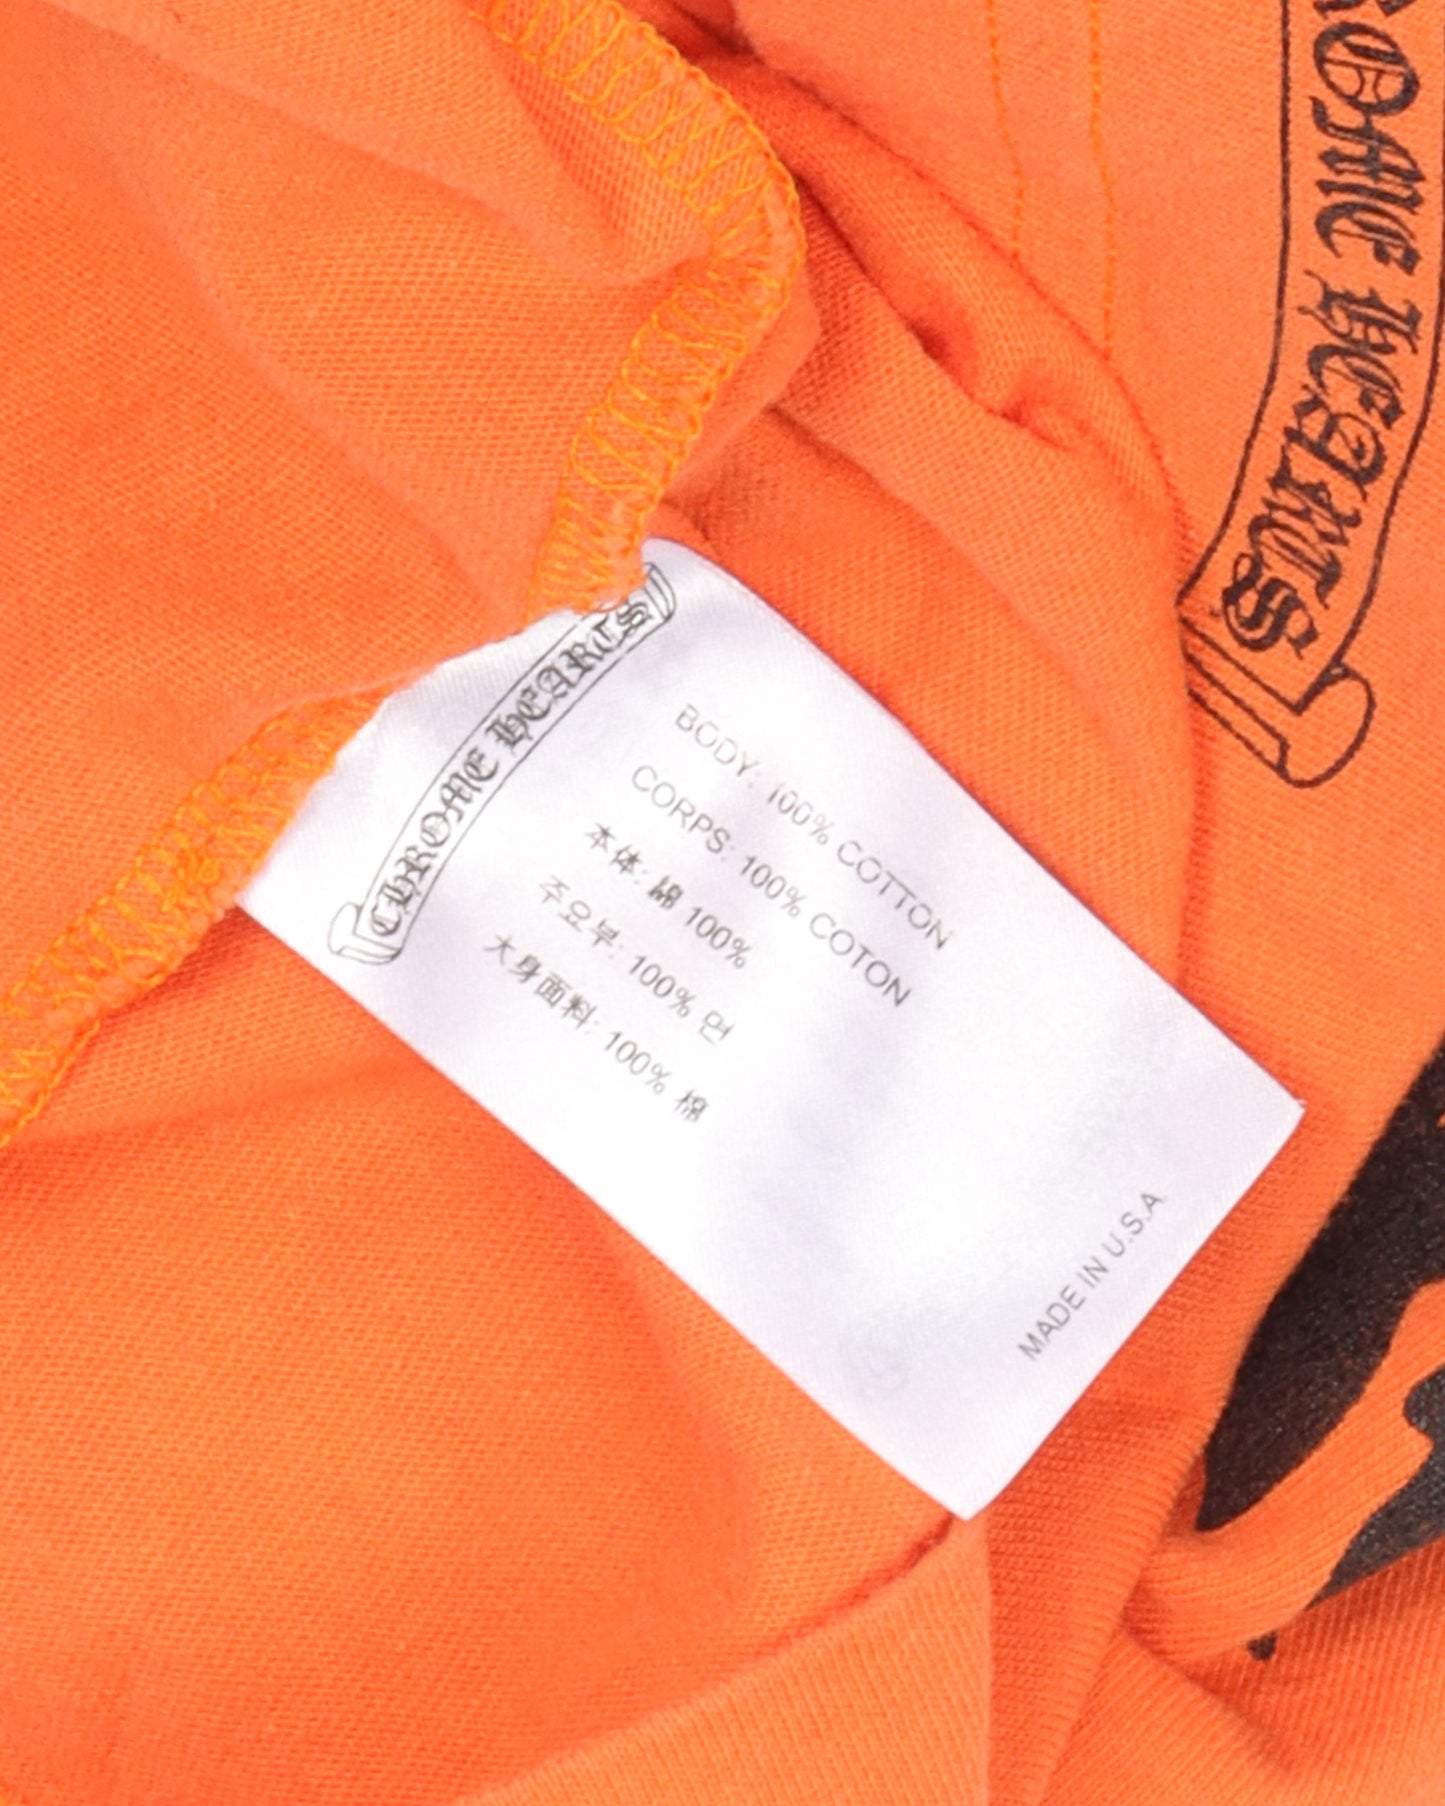 CHROME HEARTS
BODY: 100% COTTON
CORPS: 100% COTON
本体: 綿 100%
주요부: 100% 면
大身面料: 100% 棉
MADE IN U.S.A
ROME HEARTS